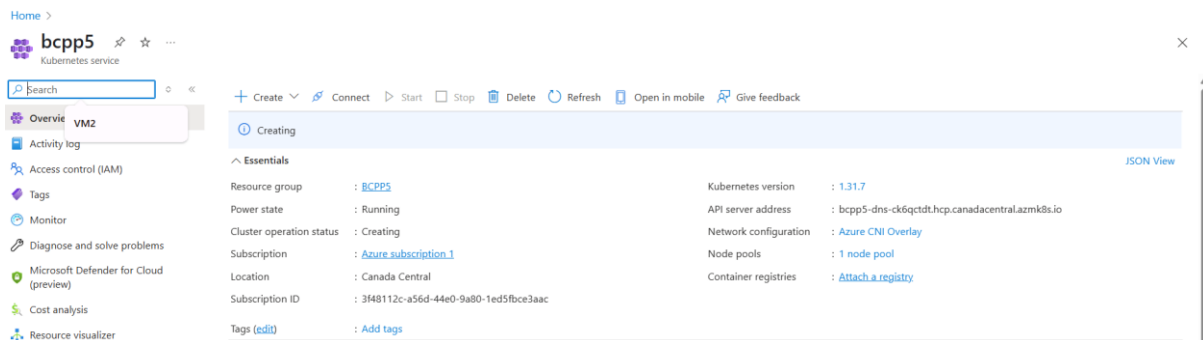 Home >
bcpp5
Kubernetes service
Search
VM2
Overvie
Activity log
Access control (IAM)
Tags
Monitor
Diagnose and solve problems
Microsoft Defender for Cloud
(preview)
Cost analysis
Resource visualizer
Create Connect Start Stop Delete Refresh Open in mobile Give feedback
Creating
Essentials JSON View
Resource group : BCPP5 Kubernetes version : 1.31.7
Power state : Running API server address : bcpp5-dns-ck6qctdt.hcp.canadacentral.azmk8s.io
Cluster operation status : Creating Network configuration : Azure CNI Overlay
Subscription : Azure subscription 1 Node pools : 1 node pool
Location : Canada Central Container registries : Attach a registry
Subscription ID : 3f48112c-a56d-44e0-9a80-1ed5fbce3aac
Tags (edit) : Add tags